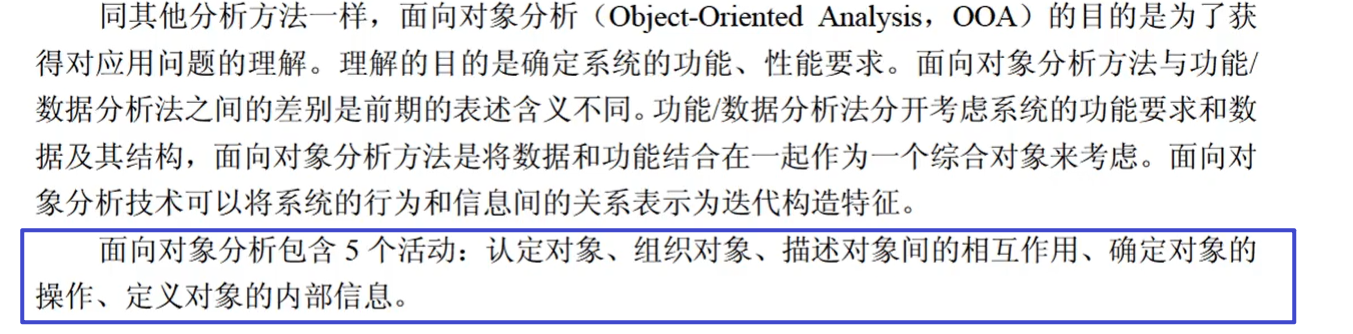 同其他分析方法一样，面向对象分析（Object-Oriented Analysis，OOA）的目的是为了获
得对应用问题的理解。理解的目的是确定系统的功能、性能要求。面向对象分析方法与功能/
数据分析法之间的差别是前期的表述含义不同。功能/数据分析法分开考虑系统的功能要求和数
据及其结构，面向对象分析方法是将数据和功能结合在一起作为一个综合对象来考虑。面向对
象分析技术可以将系统的行为和信息间的关系表示为迭代构造特征。
面向对象分析包含 5 个活动：认定对象、组织对象、描述对象间的相互作用、确定对象的
操作、定义对象的内部信息。